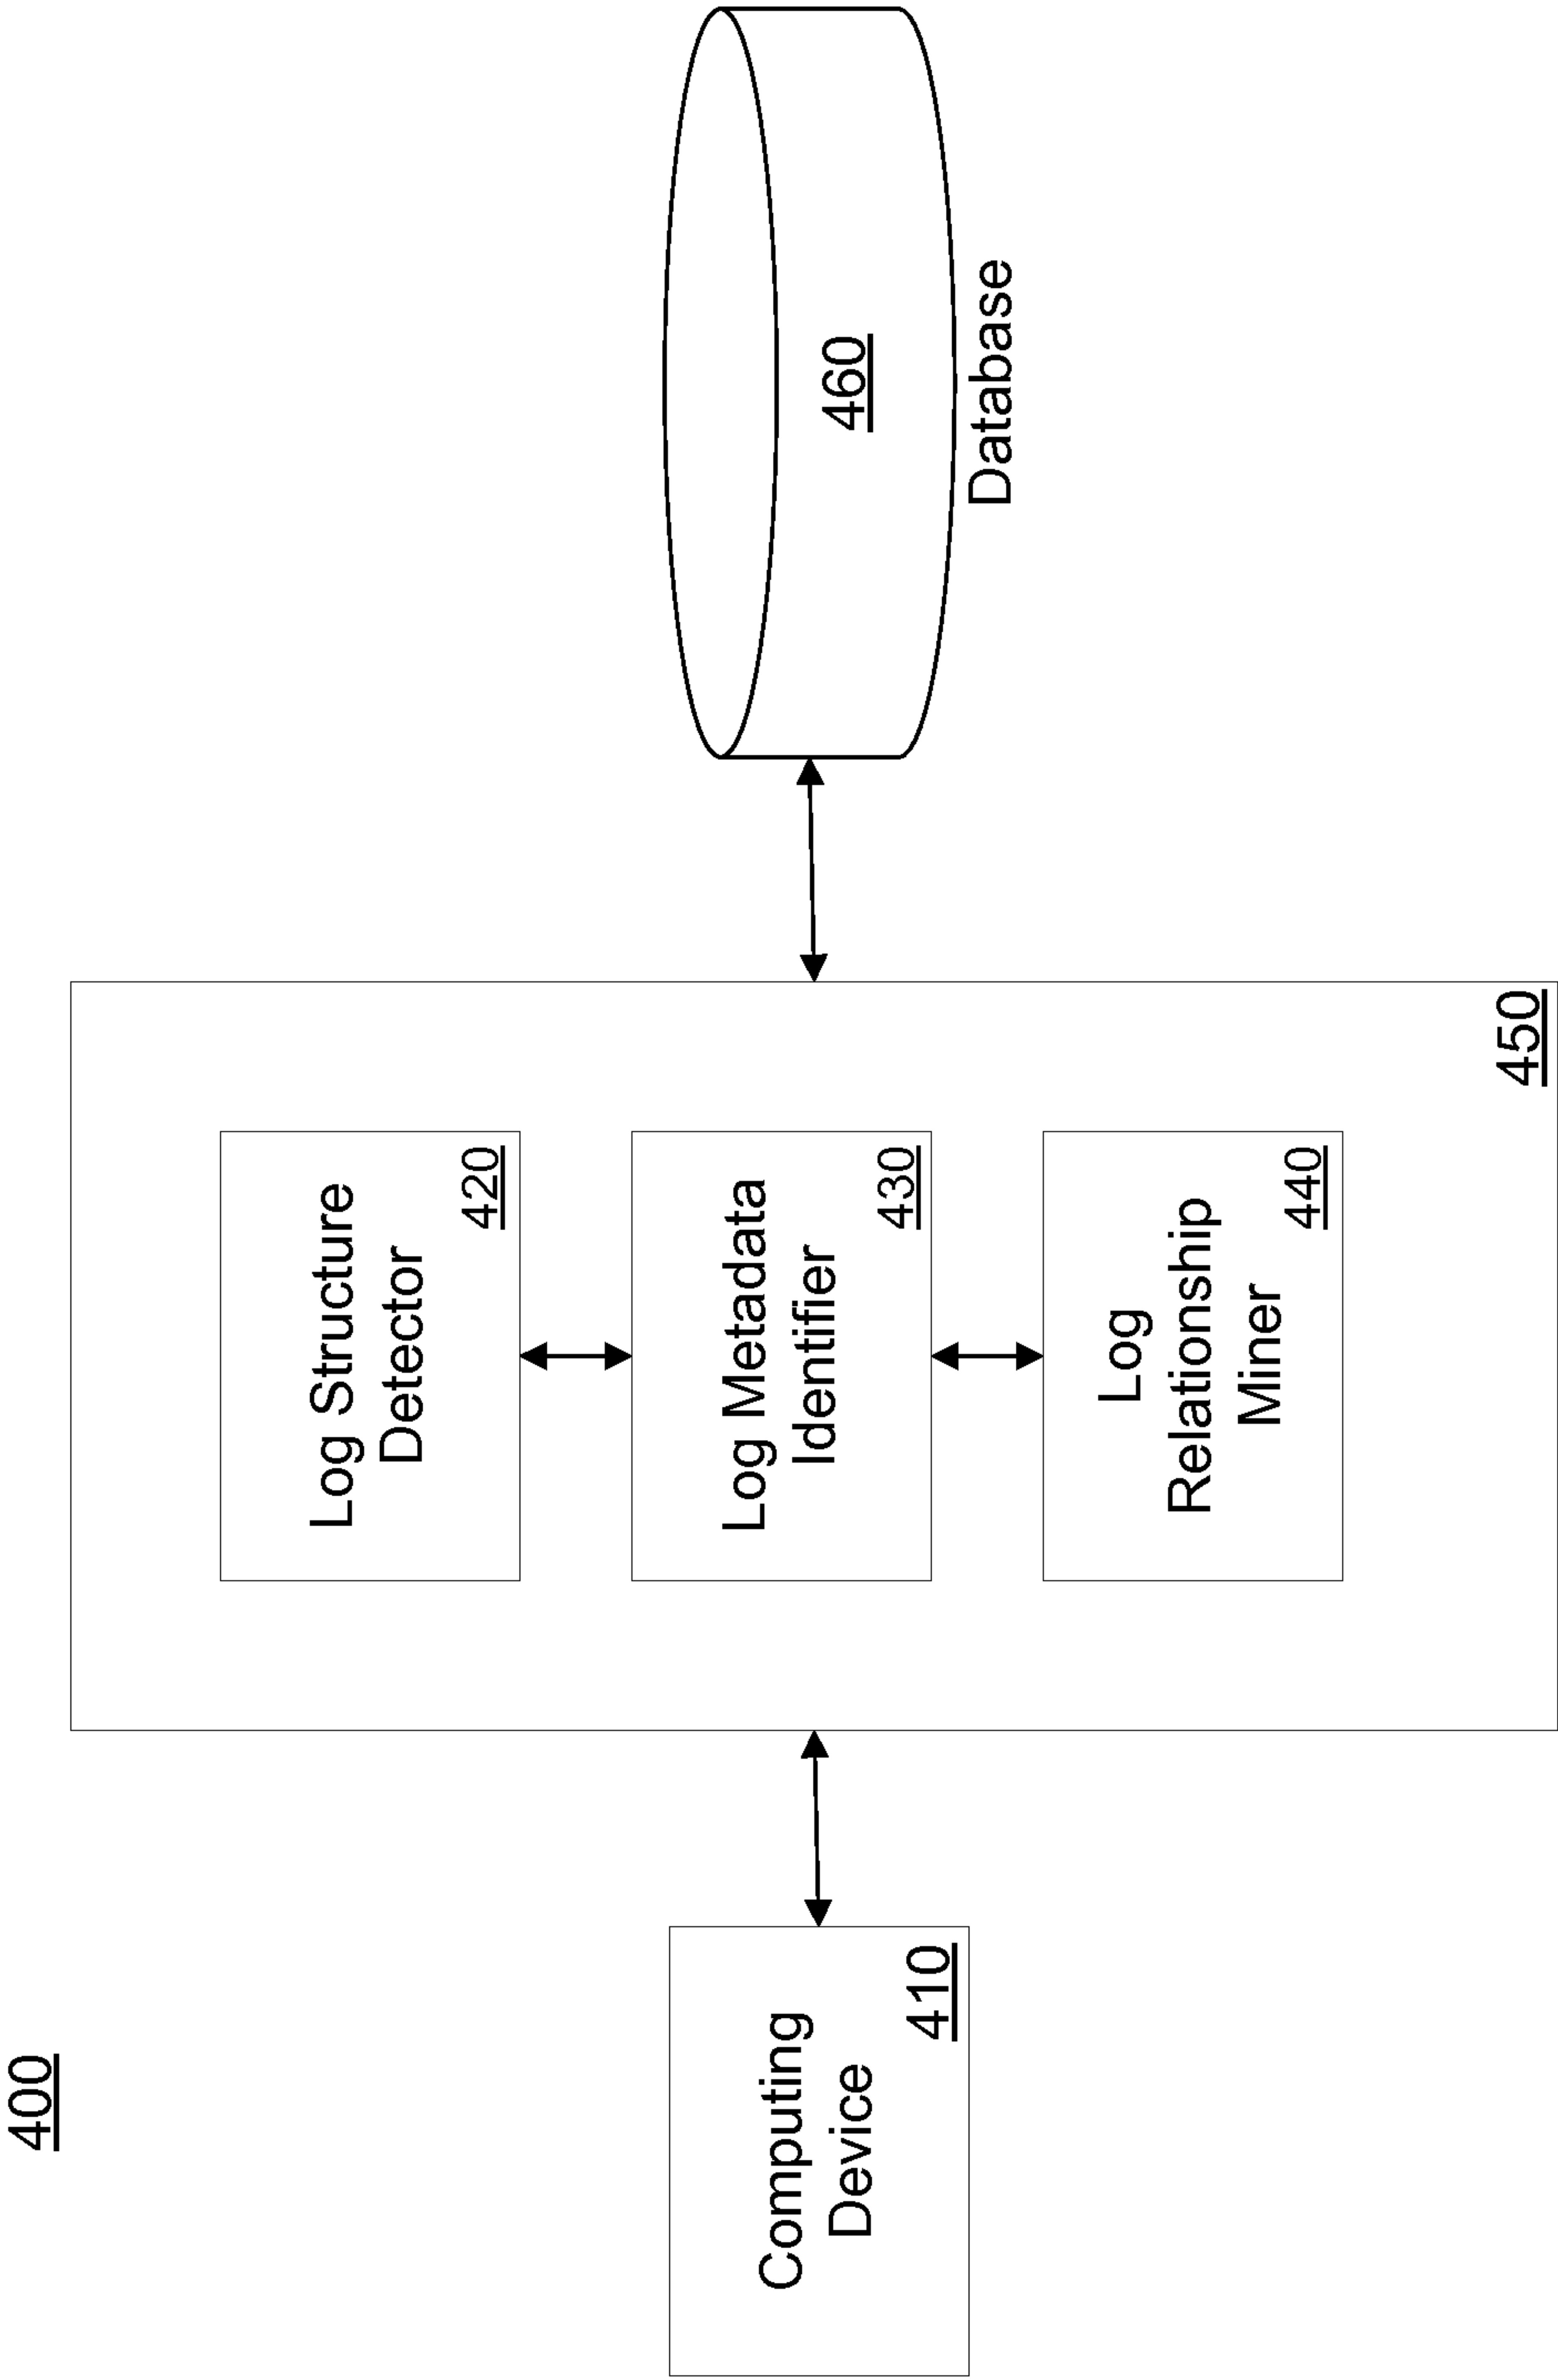 400
Computing
Device
410
Log Structure
Detector
420
Log Metadata
Identifier
430
Log
Relationship
Miner
440
450
460
Database